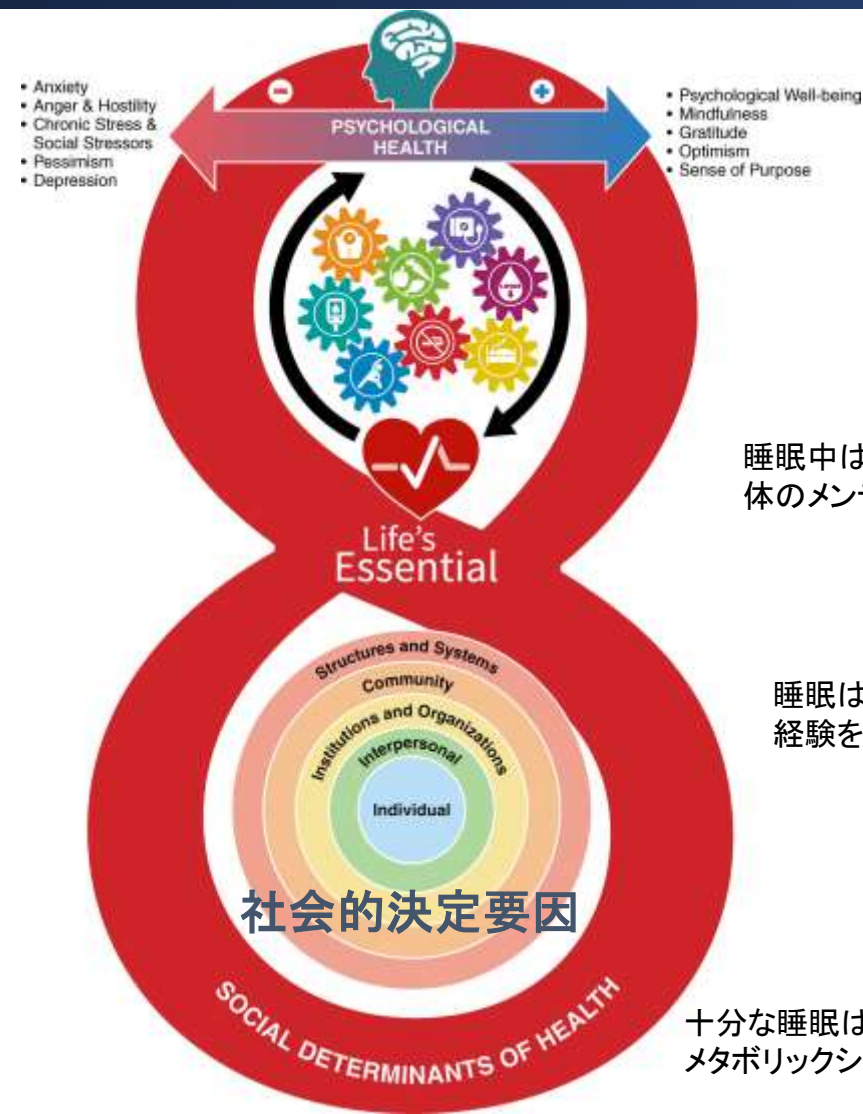 • Anxiety
• Anger & Hostility
• Chronic Stress &
Social Stressors
• Pessimism
• Depression
PSYCHOLOGICAL
HEALTH
• Psychological Well-being
• Mindfulness
• Gratitude
• Optimism
• Sense of Purpose
Life's
Essential
睡眠中は
体のメンテ
Structures and Systems
Community
Institutions and Organizations
Interpersonal
Individual
睡眠は
経験を
社会的決定要因
SOCIAL DETERMINANTS OF HEALTH
十分な睡眠は
メタボリックシ